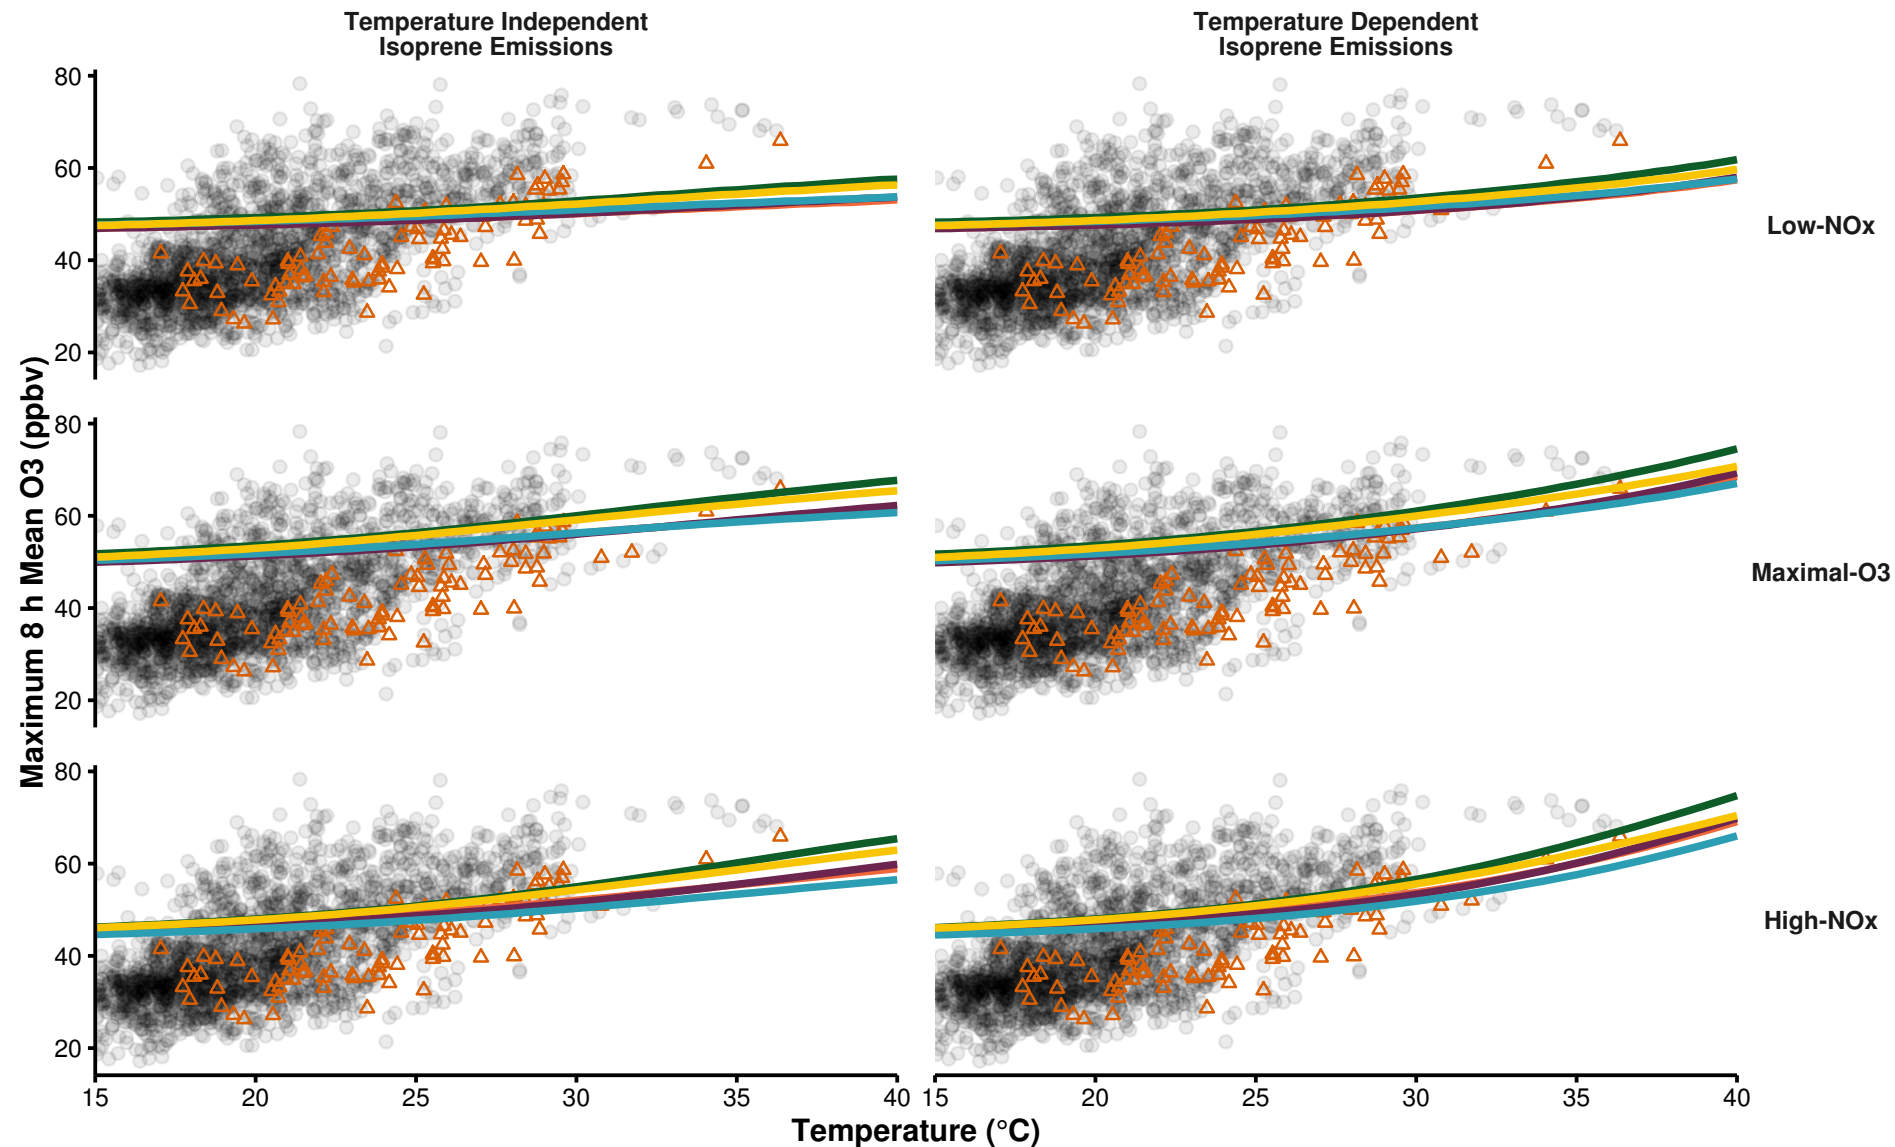 Temperature Independent
Isoprene Emissions
Temperature Dependent
Isoprene Emissions
Maximum 8 h Mean O3 (ppbv)
80
60
40
20
Low-NOx
80
60
40
20
Maximal-O3
80
60
40
20
High-NOx
15 20 25 30 35 40
15 20 25 30 35 40
Temperature (°C)